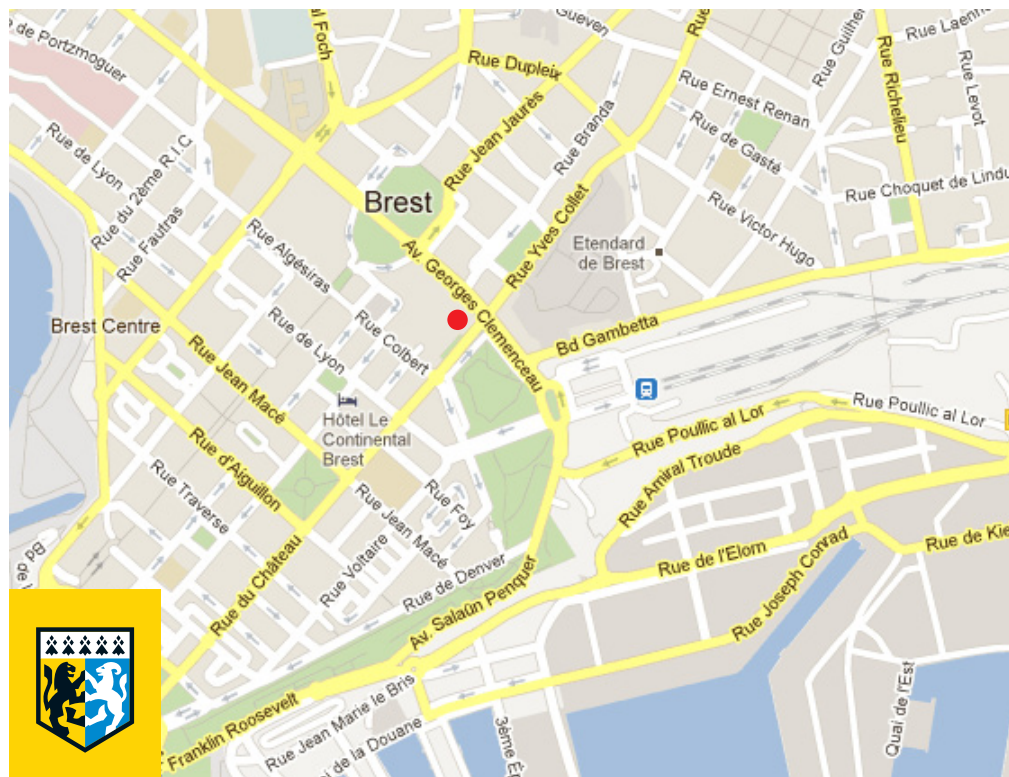 de Portzmoguer
al Foch
Gueven
Rue Dupleix
Rue Guilhe
Rue Laenne
Rue Richelieu
Rue Levot
Rue Ernest Renan
Rue Jean Jaurès
Rue Branda
Rue de Gasté
Rue de Lyon
Rue du 2ème R.I.C.
Rue Fautras
Rue Choquet de Lindu
Brest
Rue Yves Collet
Rue Victor Hugo
Rue Algésiras
Av. Georges Clemenceau
Etendard
de Brest
Brest Centre
Rue de Lyon
Rue Colbert
Bd Gambetta
Rue Jean Macé
Hôtel Le
Continental
Brest
Rue Poullic al Lor
Rue Poullic al Lor
Rue d'Aiguillon
Rue Amiral Troude
Rue Traverse
Rue Foy
Rue Jean Macé
Rue Voltaire
Rue de l'Elorn
Rue Joseph Conrad
Rue de Kie
Bd
de
Rue du Château
Rue de Denver
Av. Salaün Penquer
Franklin Roosevelt
Rue Jean Marie le Bris
de la Douane
3ème
Quai de l'Est